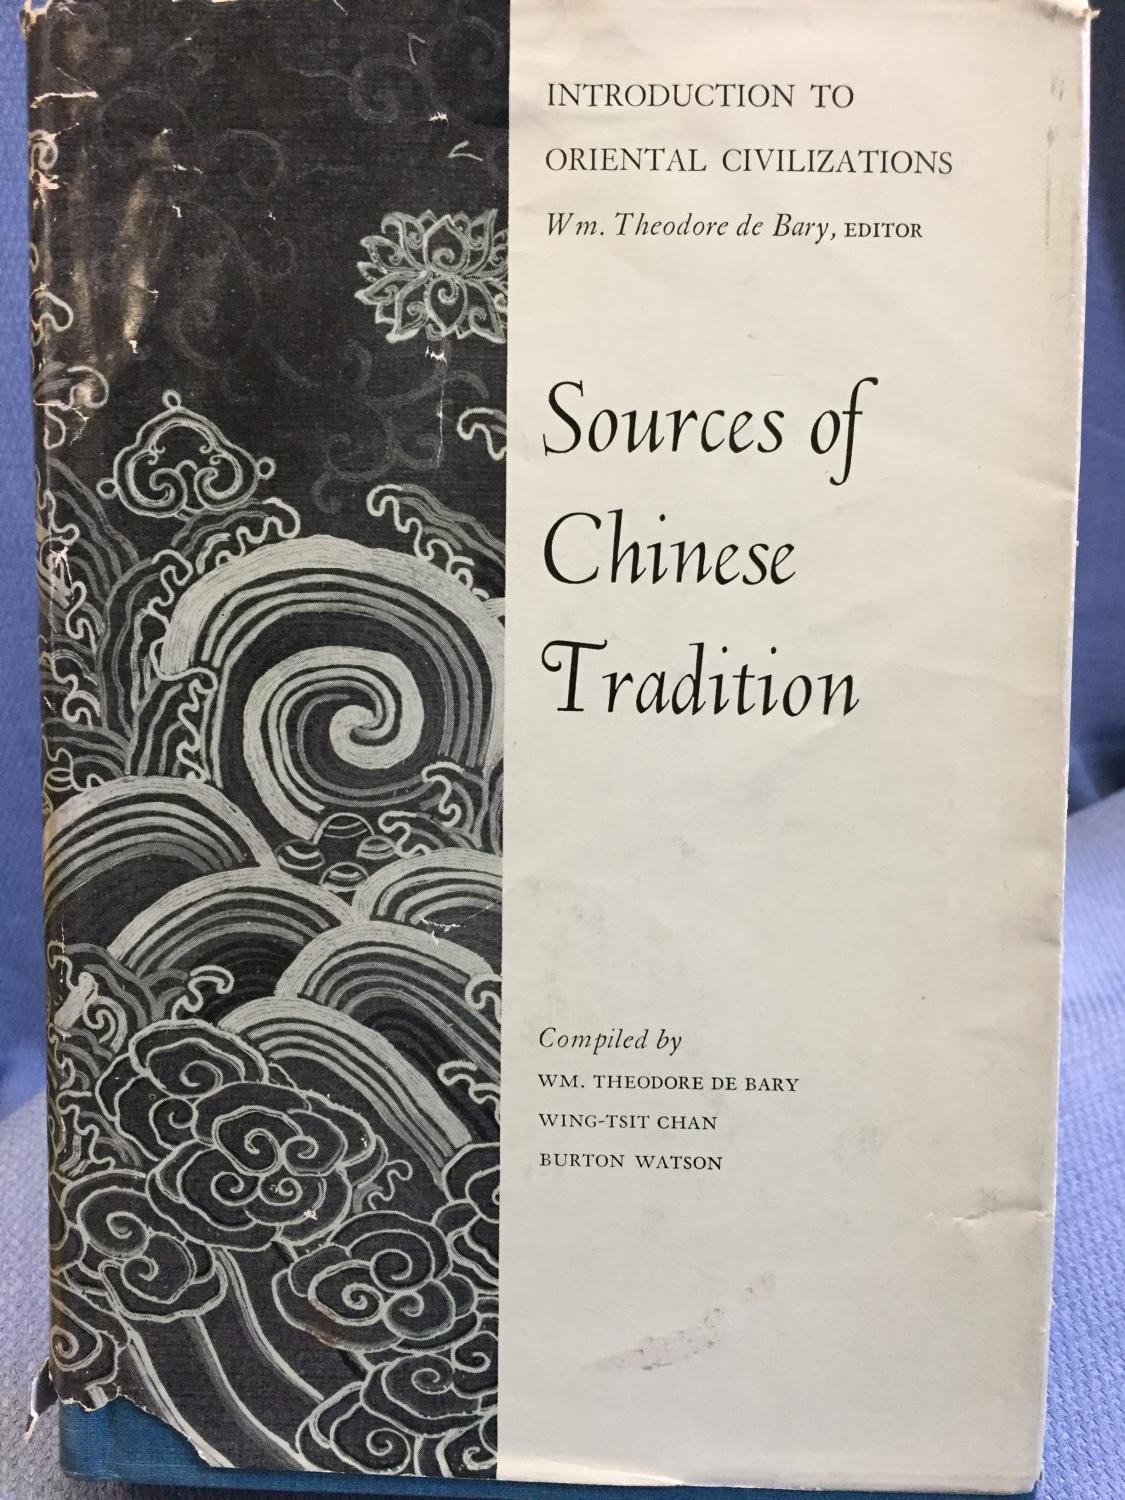 INTRODUCTION TO
ORIENTAL CIVILIZATIONS
Wm. Theodore de Bary, EDITOR
Sources of
Chinese
Tradition
Compiled by
WM. THEODORE DE BARY
WING-TSIT CHAN
BURTON WATSON